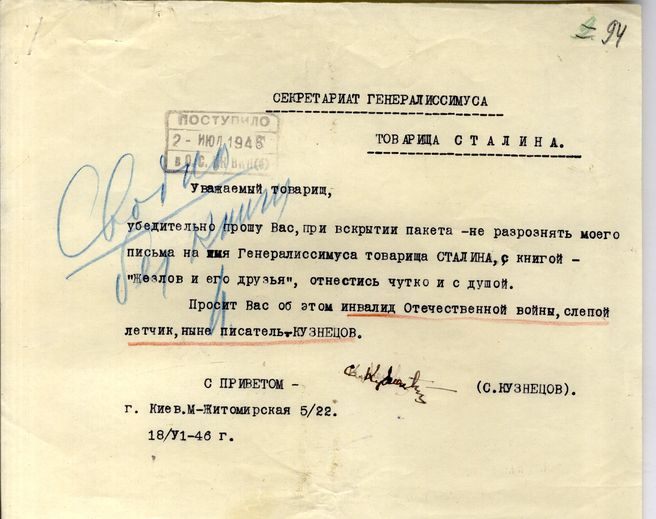 94
СЕКРЕТАРИАТ ГЕНЕРАЛИССИМУСА
ПОСТУПИЛО
2 - ИЮЛ 1946
ТОВАРИЩА СТАЛИНА.
Уважаемый товарищ,
убедительно прошу Вас, при вскрытии пакета -не разрознять моего
письма на имя Генералиссимуса товарища СТАЛИНА, с книгой -
"Жезлов и его друзья", отнестись чутко и с душой.
Просит Вас об этом инвалид Отечественной войны, слепой
летчик, ныне писатель-КУЗНЕЦОВ.
С ПРИВЕТОМ -
(С.КУЗНЕЦОВ).
г. Киев.М-Житомирская 5/22.
18/У1-46 г.